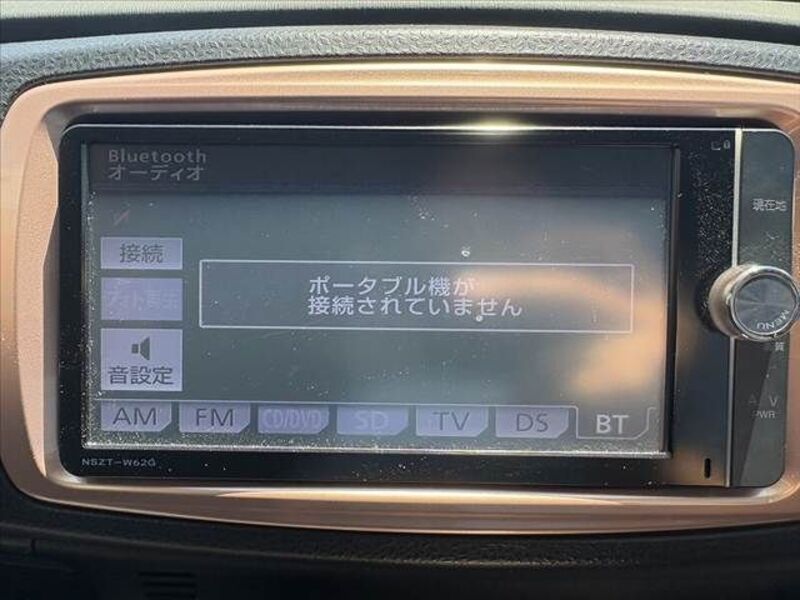 Bluetooth
オーディオ
現在地
接続
ポータブル機が
接続されていません
音設定
MENU
AM FM CD/DVD SD TV DS BT
A.V
PWR
NSZT-W62G